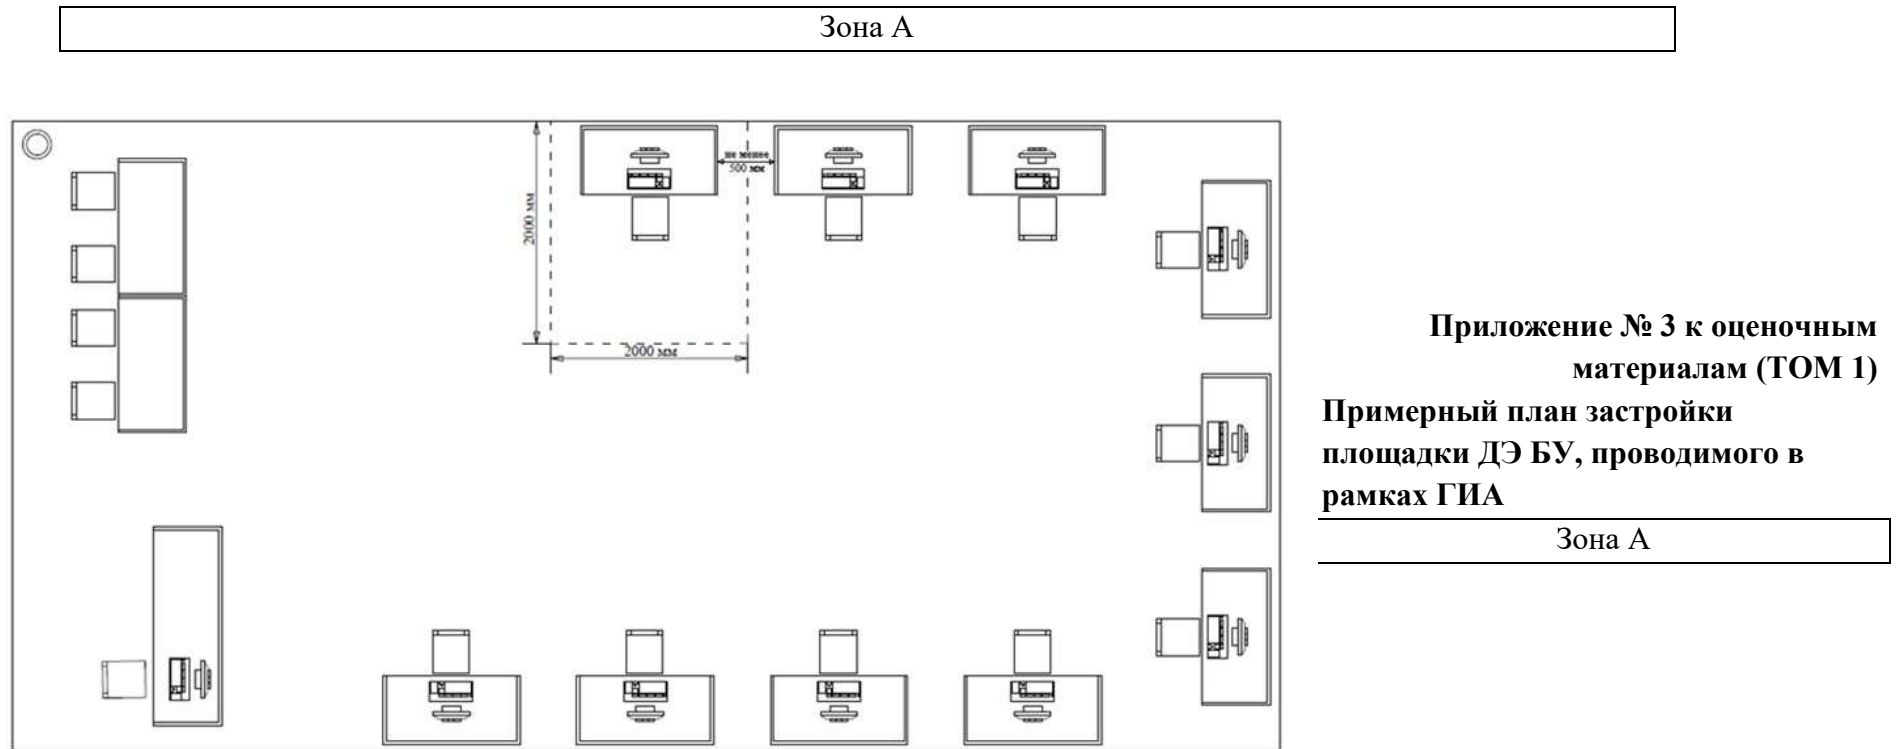 Зона А
не менее
500 мм
2000 мм
2000 мм
Приложение № 3 к оценочным
материалам (ТОМ 1)
Примерный план застройки
площадки ДЭ БУ, проводимого в
рамках ГИА
Зона А